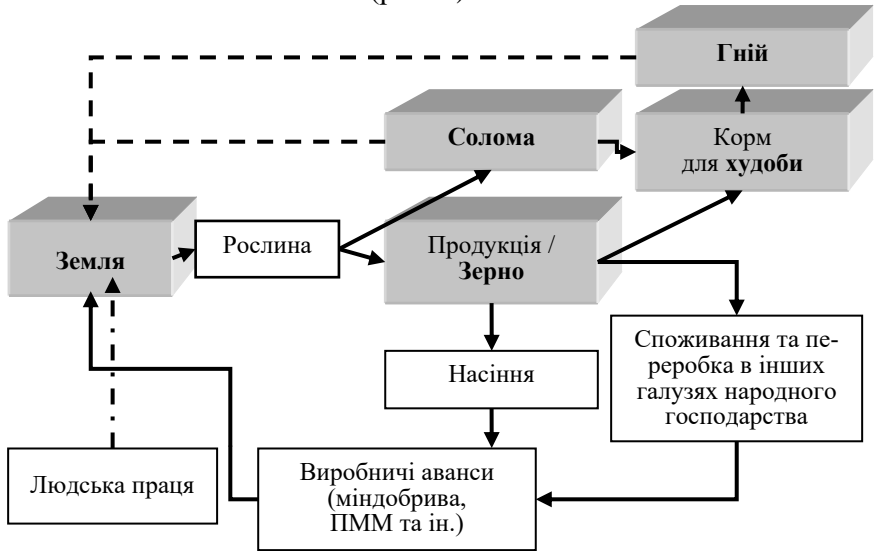 Гній
Солома
Корм
для худоби
Земля
Рослина
Продукція /
Зерно
Насіння
Споживання та пе-
реробка в інших
галузях народного
господарства
Людська праця
Виробничі аванси
(міндобрива,
ПММ та ін.)